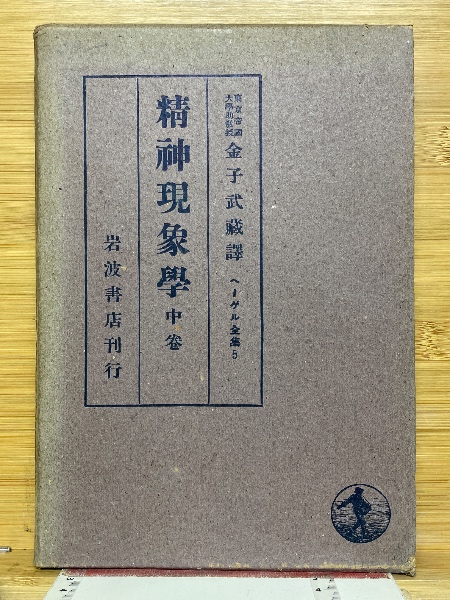 東京帝國
大學助教授
金子武藏譯 ヘーゲル全集5
精神現象學 中卷
岩波書店刊行